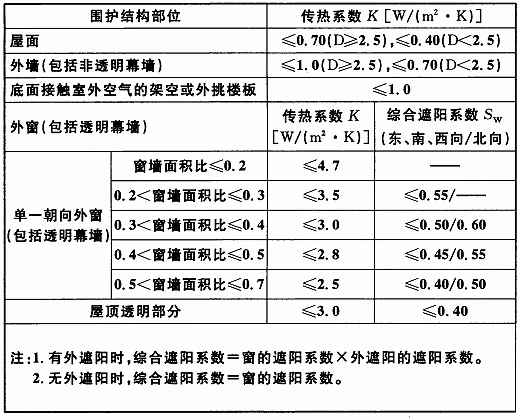 围护结构部位 传热系数 K [W/(m²·K)]
屋面 ≤0.70(D≥2.5),≤0.40(D<2.5)
外墙(包括非透明幕墙) ≤1.0(D≥2.5),≤0.70(D<2.5)
底面接触室外空气的架空或外挑楼板 ≤1.0
外窗(包括透明幕墙) 传热系数 K [W/(m²·K)] 综合遮阳系数 Sw (东、南、西向/北向)
单一朝向外窗(包括透明幕墙) 窗墙面积比≤0.2 ≤4.7 ——
0.2<窗墙面积比≤0.3 ≤3.5 ≤0.55/——
0.3<窗墙面积比≤0.4 ≤3.0 ≤0.50/0.60
0.4<窗墙面积比≤0.5 ≤2.8 ≤0.45/0.55
0.5<窗墙面积比≤0.7 ≤2.5 ≤0.40/0.50
屋顶透明部分 ≤3.0 ≤0.40
注:1. 有外遮阳时,综合遮阳系数=窗的遮阳系数×外遮阳的遮阳系数。
2. 无外遮阳时,综合遮阳系数=窗的遮阳系数。